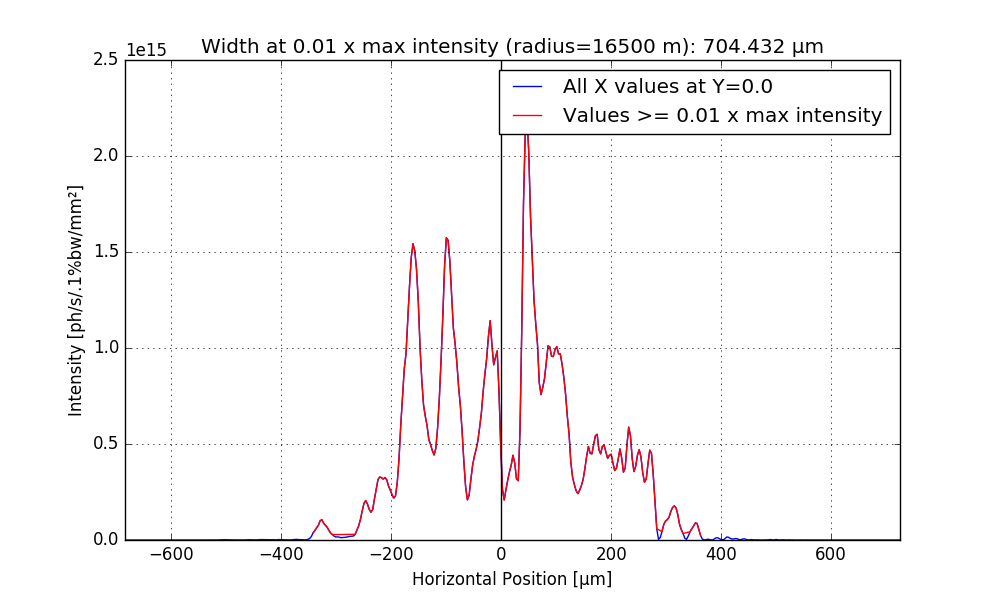 Width at 0.01 x max intensity (radius=16500 m): 704.432 µm
1e15
All X values at Y=0.0
Values >= 0.01 x max intensity
2.5
2.0
1.5
1.0
0.5
0.0
Intensity [ph/s/.1%bw/mm²]
−600 −400 −200 0 200 400 600
Horizontal Position [µm]